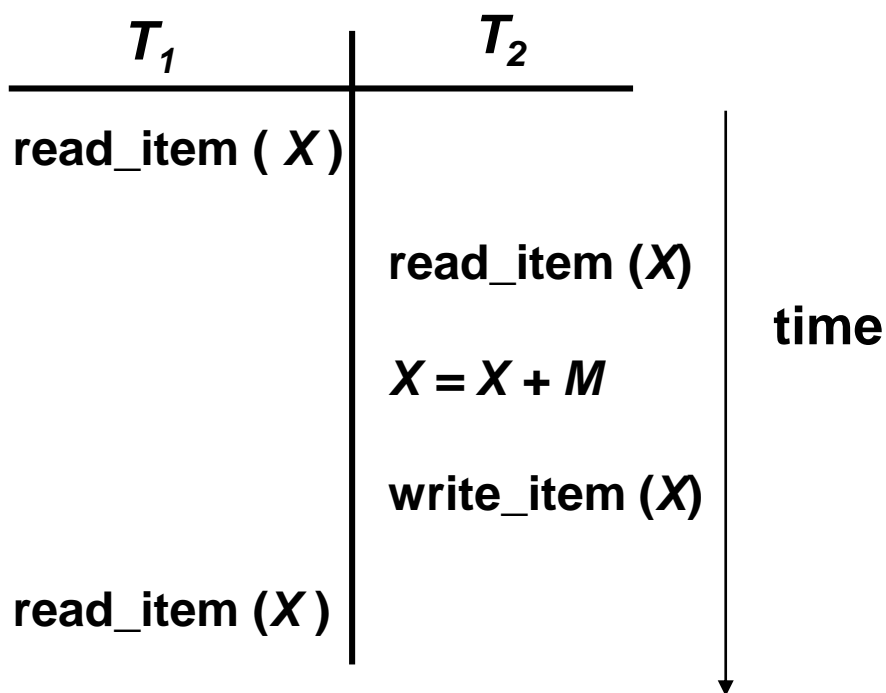 T1 T2
read_item ( X )
read_item (X)
time
X = X + M
write_item (X)
read_item (X )